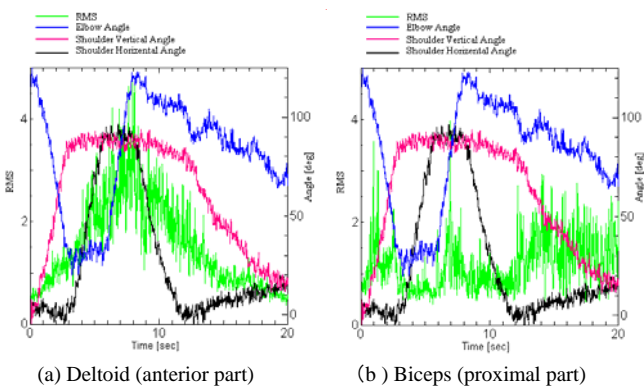 RMS
Elbow Angle
Shoulder Vertical Angle
Shoulder Horizental Angle
4
2
0
RMS
100
50
0
Angle [deg]
0
10
20
Time [sec]
(a) Deltoid (anterior part)
RMS
Elbow Angle
Shoulder Vertical Angle
Shoulder Horizental Angle
4
2
0
RMS
100
50
0
Angle [deg]
0
10
20
Time [sec]
(b ) Biceps (proximal part)